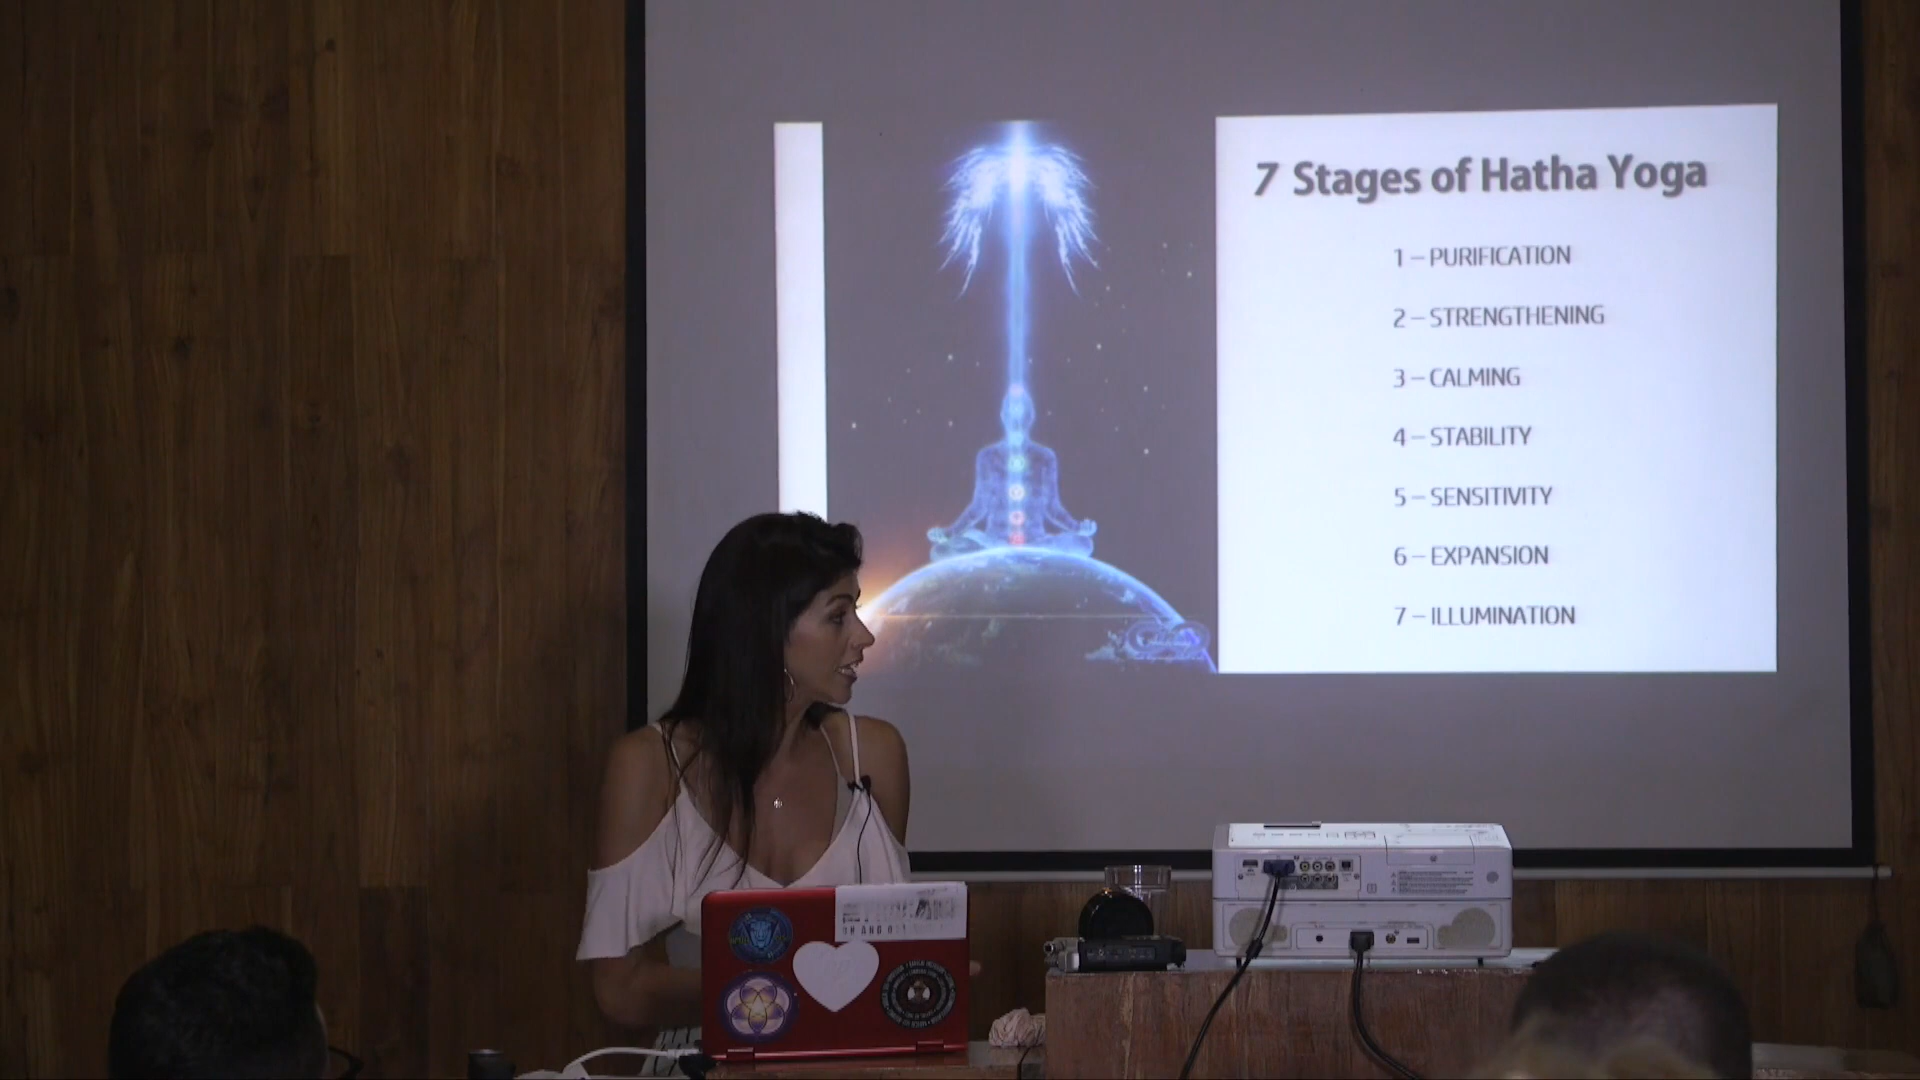 7 Stages of Hatha Yoga
1 – PURIFICATION
2 – STRENGTHENING
3 – CALMING
4 – STABILITY
5 – SENSITIVITY
6 – EXPANSION
7 – ILLUMINATION